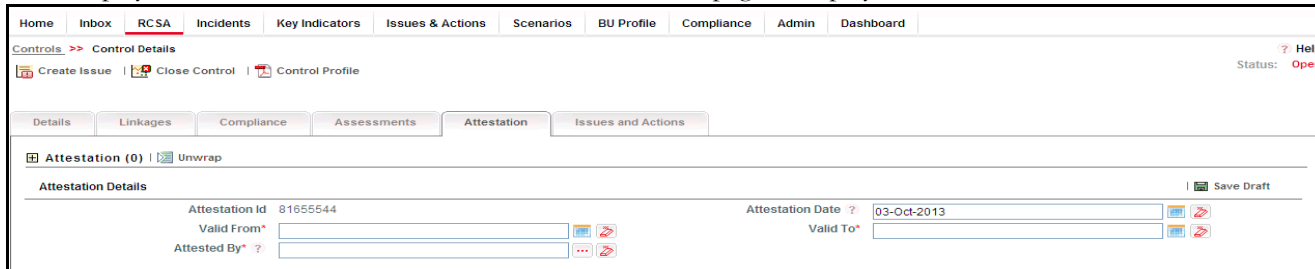 Home Inbox RCSA Incidents Key Indicators Issues & Actions Scenarios BU Profile Compliance Admin Dashboard
Controls >> Control Details
? Hel
Create Issue | Close Control | Control Profile
Status: Ope
Details Linkages Compliance Assessments Attestation Issues and Actions
Attestation (0) | Unwrap
Attestation Details | Save Draft
Attestation Id 81655544 Attestation Date ? 03-Oct-2013
Valid From* Valid To*
Attested By* ?